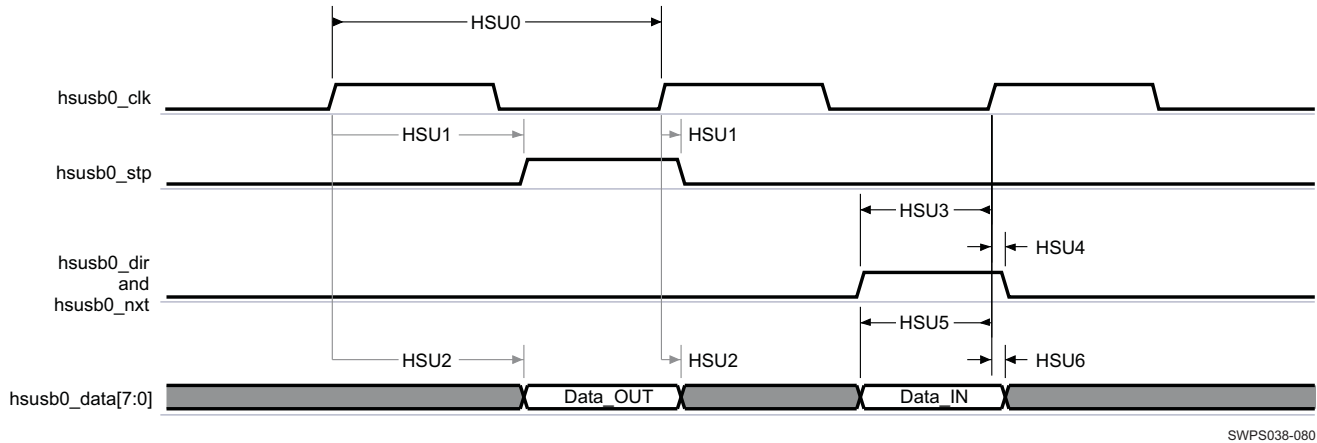 HSU0
hsusb0_clk
HSU1
HSU1
hsusb0_stp
HSU3
HSU4
hsusb0_dir
and
hsusb0_nxt
HSU5
HSU2
HSU2
HSU6
hsusb0_data[7:0]
Data_OUT
Data_IN
SWPS038-080